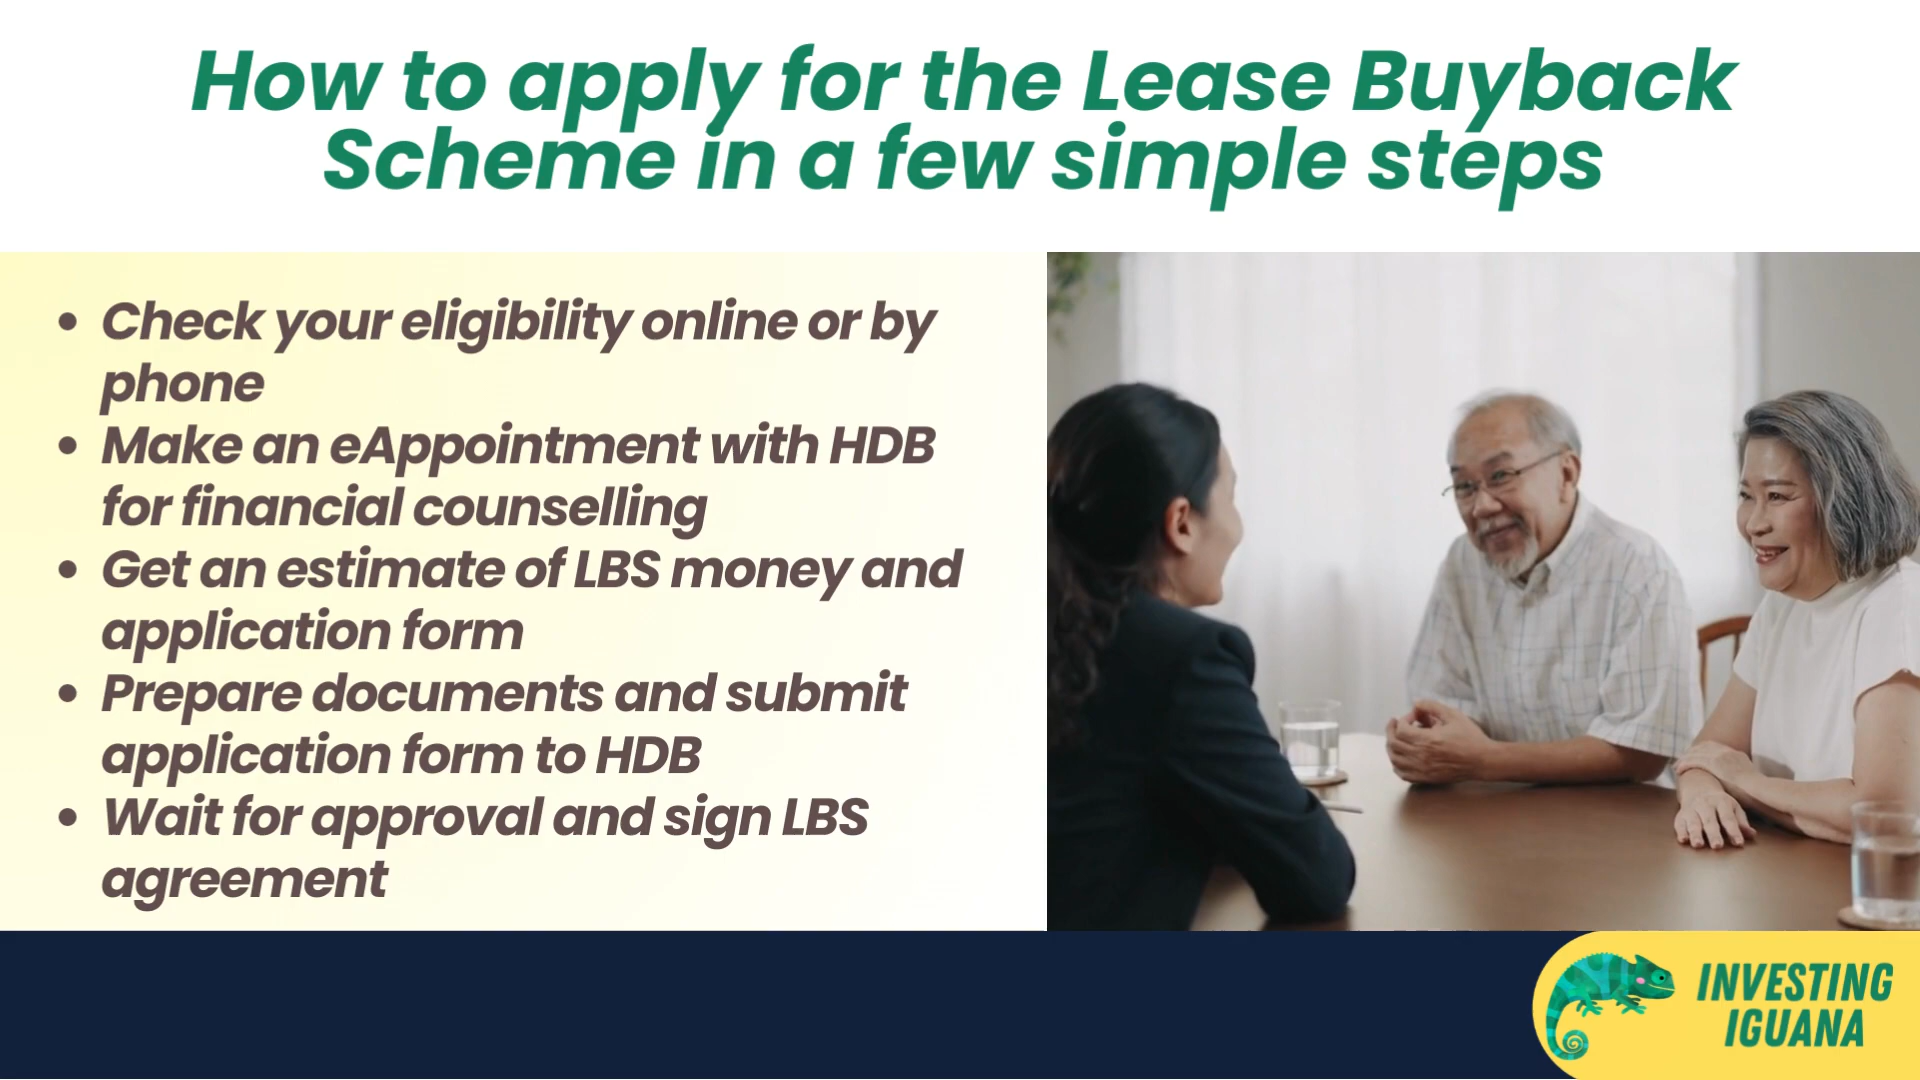 How to apply for the Lease Buyback
Scheme in a few simple steps
• Check your eligibility online or by
phone
• Make an eAppointment with HDB
for financial counselling
• Get an estimate of LBS money and
application form
• Prepare documents and submit
application form to HDB
• Wait for approval and sign LBS
agreement
INVESTING
IGUANA